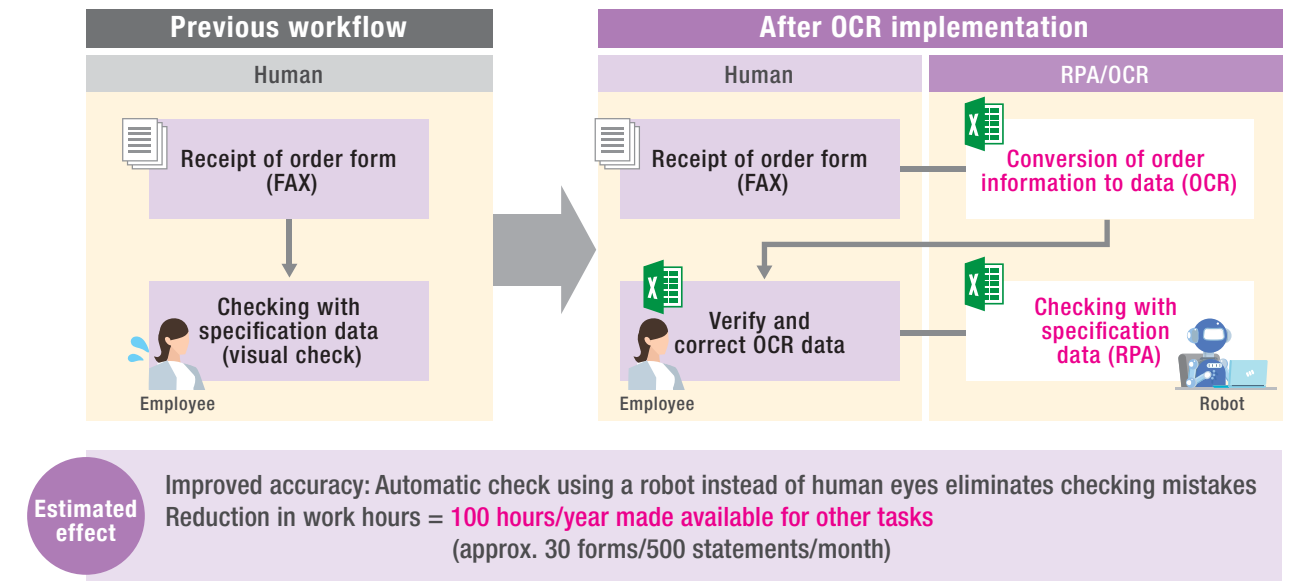 Previous workflow
Human
Receipt of order form
(FAX)
Checking with
specification data
(visual check)
Employee
After OCR implementation
Human
RPA/OCR
Receipt of order form
(FAX)
X
Conversion of order
information to data (OCR)
X
Verify and
correct OCR data
Employee
X
Checking with
specification
data (RPA)
Robot
Estimated
effect
Improved accuracy: Automatic check using a robot instead of human eyes eliminates checking mistakes
Reduction in work hours = 100 hours/year made available for other tasks
(approx. 30 forms/500 statements/month)